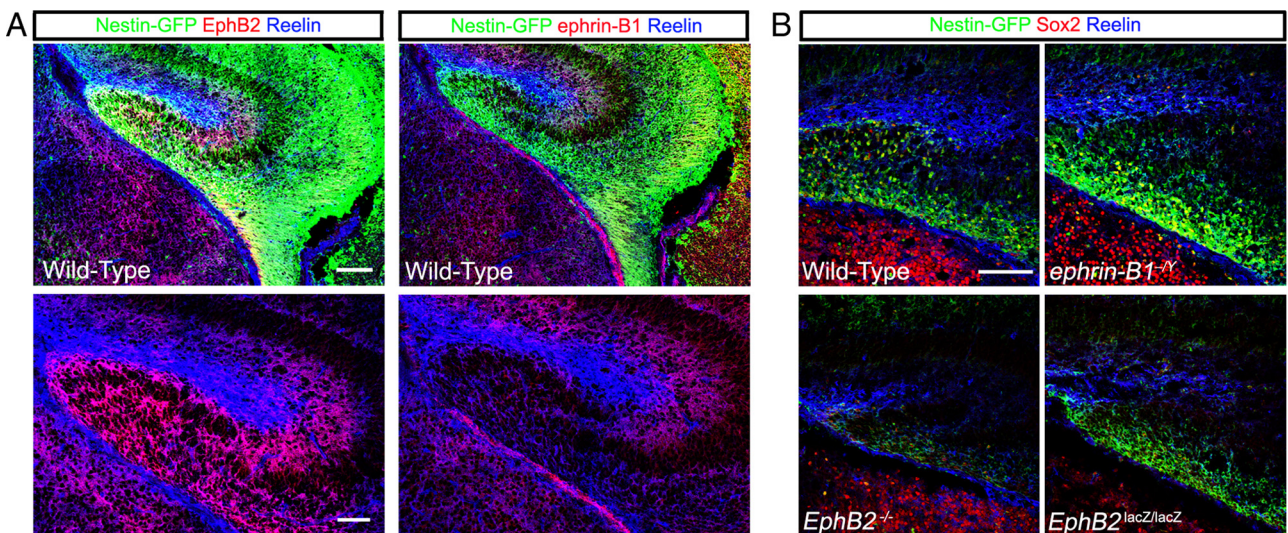 A
Nestin-GFP EphB2 Reelin
Nestin-GFP ephrin-B1 Reelin
Wild-Type
Wild-Type
B
Nestin-GFP Sox2 Reelin
Wild-Type
ephrin-B1-/Y
EphB2-/-
EphB2lacZ/lacZ